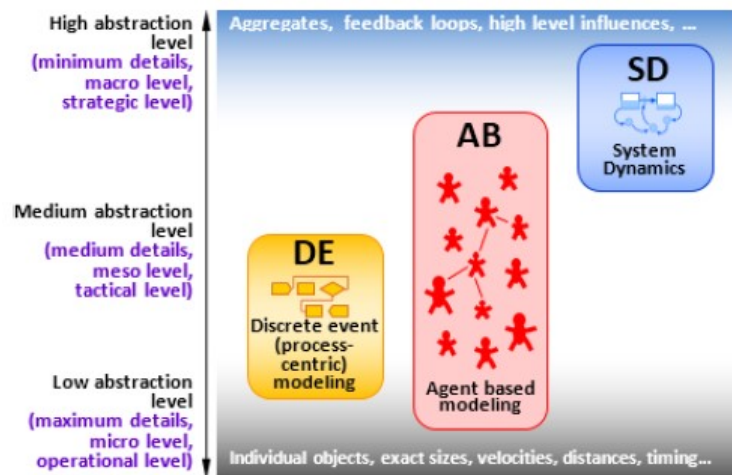 High abstraction
level
(minimum details,
macro level,
strategic level)
Medium abstraction
level
(medium details,
meso level,
tactical level)
Low abstraction
level
(maximum details,
micro level,
operational level)
Aggregates, feedback loops, high level influences, ...
SD
System
Dynamics
AB
Agent based
modeling
DE
Discrete event
(process-
centric)
modeling
Individual objects, exact sizes, velocities, distances, timing...